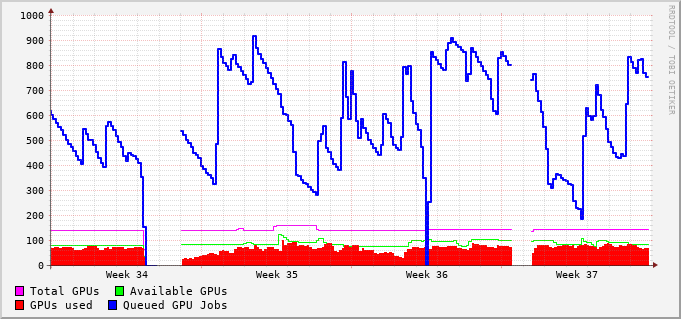 1000
900
800
700
600
500
400
300
200
100
0
Week 34 Week 35 Week 36 Week 37
Total GPUs Available GPUs
GPUs used Queued GPU Jobs
RRDTOOL / TOBI OETIKER